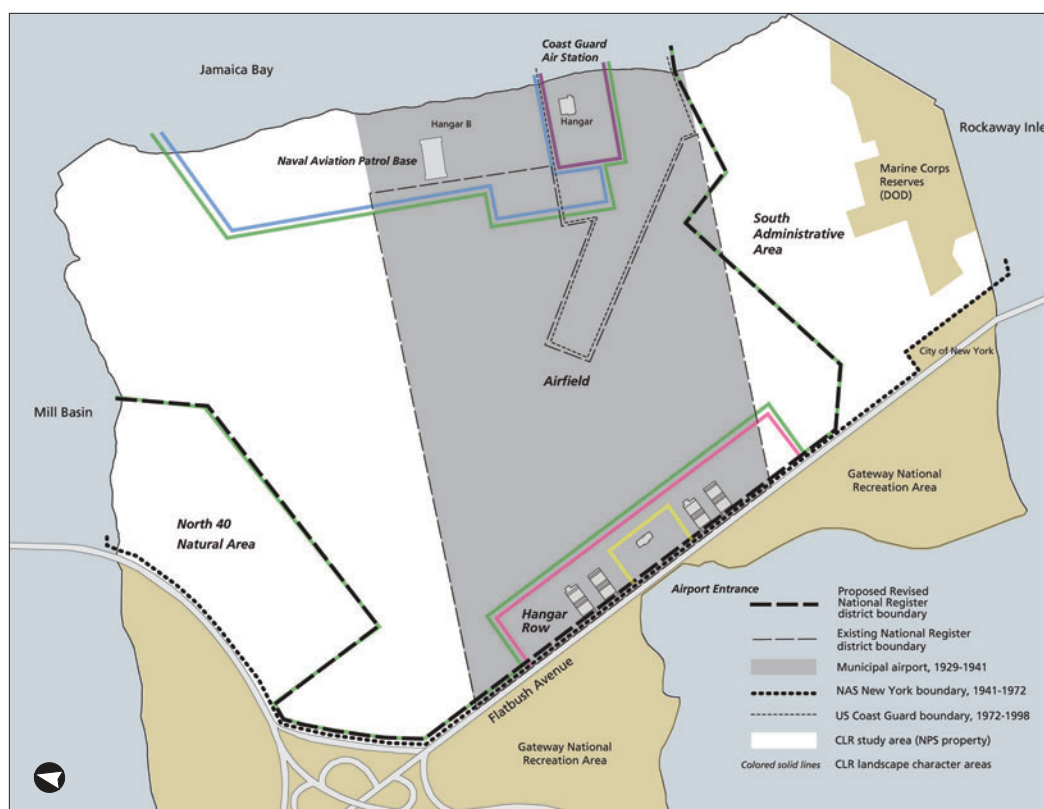 Coast Guard
Air Station
Jamaica Bay
Hangar B
Hangar
Naval Aviation Patrol Base
Rockaway Inle
Marine Corps
Reserves
(DOD)
South
Administrative
Area
City of New York
Airfield
Mill Basin
Gateway National
Recreation Area
North 40
Natural Area
Airport Entrance
Hangar
Row
Flatbush Avenue
Gateway National
Recreation Area
Proposed Revised
National Register
district boundary
Existing National Register
district boundary
Municipal airport, 1929-1941
NAS New York boundary, 1941-1972
US Coast Guard boundary, 1972-1998
CLR study area (NPS property)
Colored solid lines CLR landscape character areas